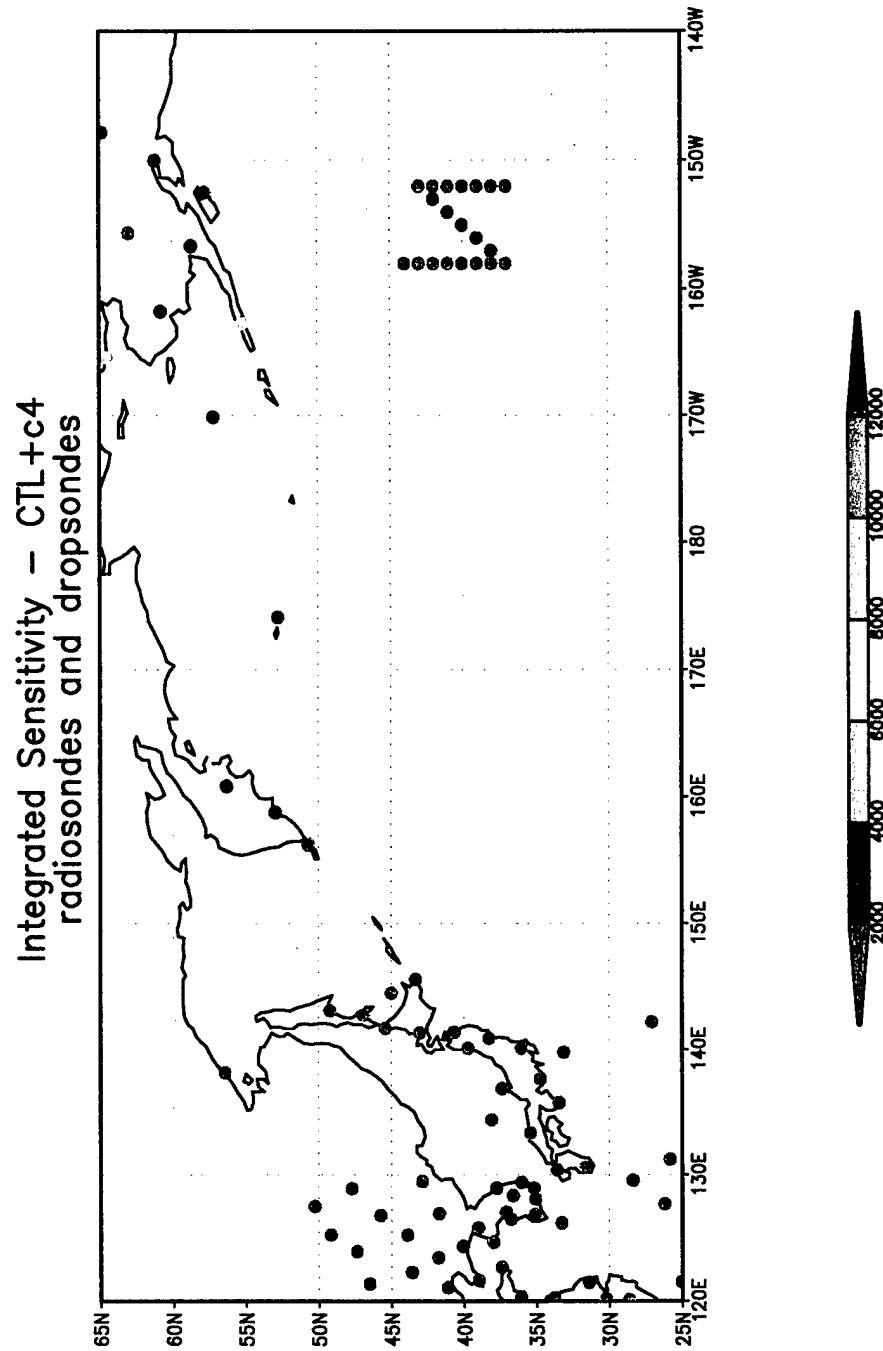 Integrated Sensitivity – CTL+c4
radiosondes and dropsondes
65N
60N
50N
45N
40N
35N
30N
25N
120E
130E
140E
150E
160E
170E
180
170W
160W
150W
140W
2000
4000
6000
8000
10000
12000